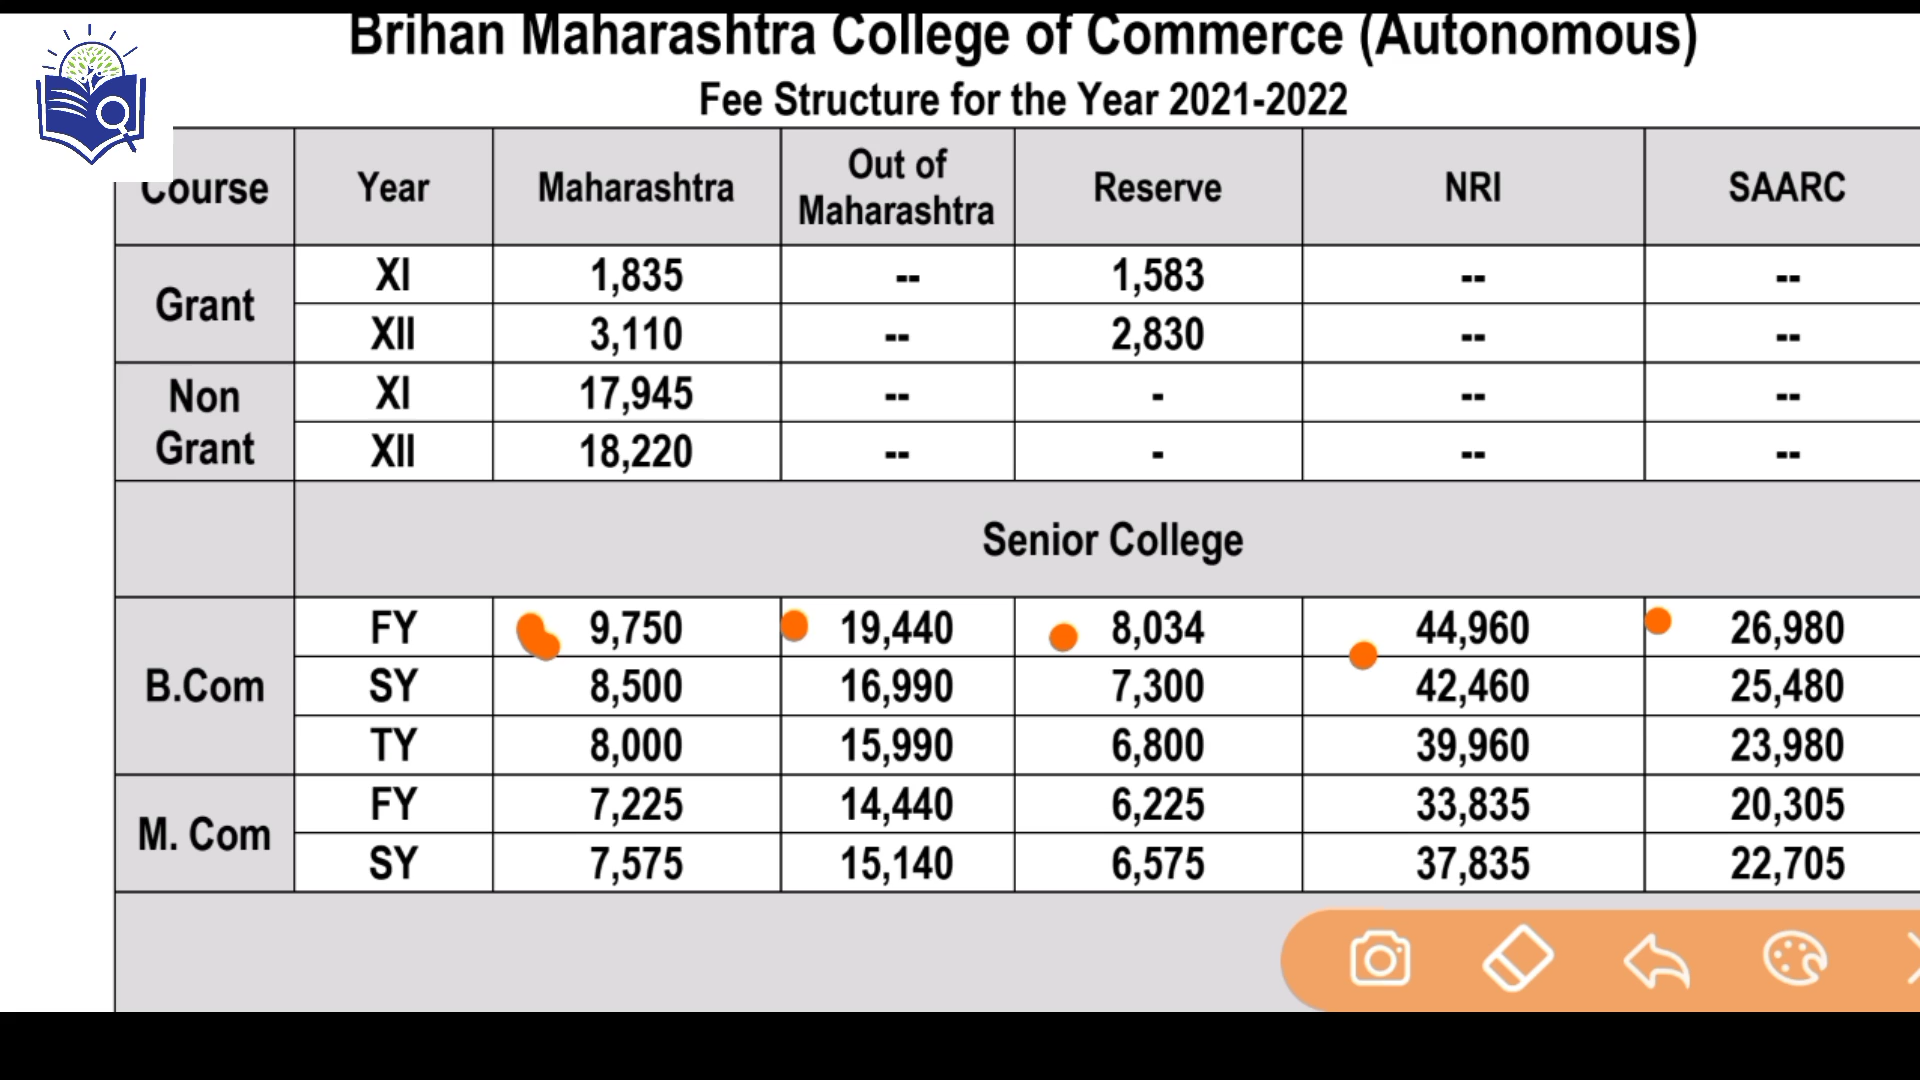 Brihan Maharashtra College of Commerce (Autonomous)
Fee Structure for the Year 2021-2022
Course Year Maharashtra Out of Maharashtra Reserve NRI SAARC
Grant XI 1,835 -- 1,583 -- --
XII 3,110 -- 2,830 -- --
Non Grant XI 17,945 -- - -- --
XII 18,220 -- - -- --
Senior College
B.Com FY 9,750 19,440 8,034 44,960 26,980
SY 8,500 16,990 7,300 42,460 25,480
TY 8,000 15,990 6,800 39,960 23,980
M. Com FY 7,225 14,440 6,225 33,835 20,305
SY 7,575 15,140 6,575 37,835 22,705